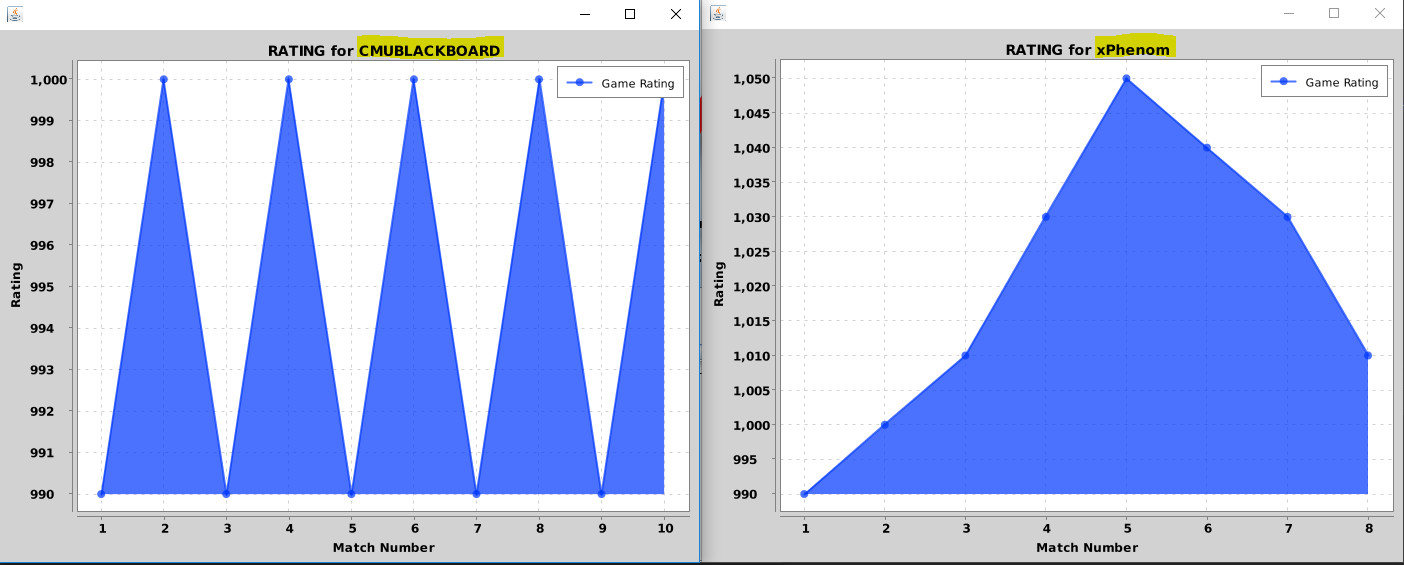 RATING for CMUBLACKBOARD
Game Rating
1,000
999
998
997
996
995
994
993
992
991
990
Rating
1 2 3 4 5 6 7 8 9 10
Match Number
RATING for xPhenom
Game Rating
1,050
1,045
1,040
1,035
1,030
1,025
1,020
1,015
1,010
1,005
1,000
995
990
Rating
1 2 3 4 5 6 7 8
Match Number